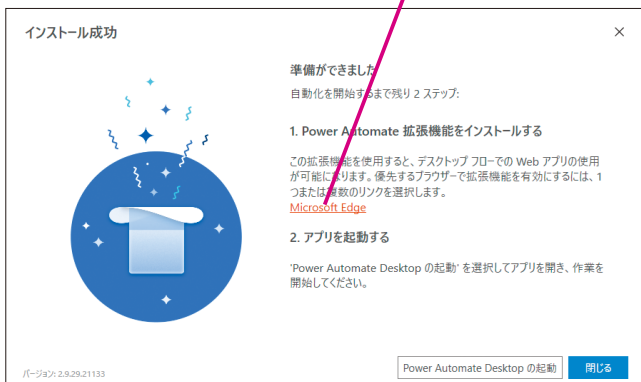 インストール成功
準備ができました
自動化を開始するまで残り 2 ステップ:
1. Power Automate 拡張機能をインストールする
この拡張機能を使用すると、デスクトップ フローでの Web アプリの使用
が可能になります。優先するブラウザーで拡張機能を有効にするには、1
つまたは複数のリンクを選択します。
Microsoft Edge
2. アプリを起動する
'Power Automate Desktop の起動' を選択してアプリを開き、作業を
開始してください。
バージョン: 2.9.29.21133
Power Automate Desktop の起動
閉じる